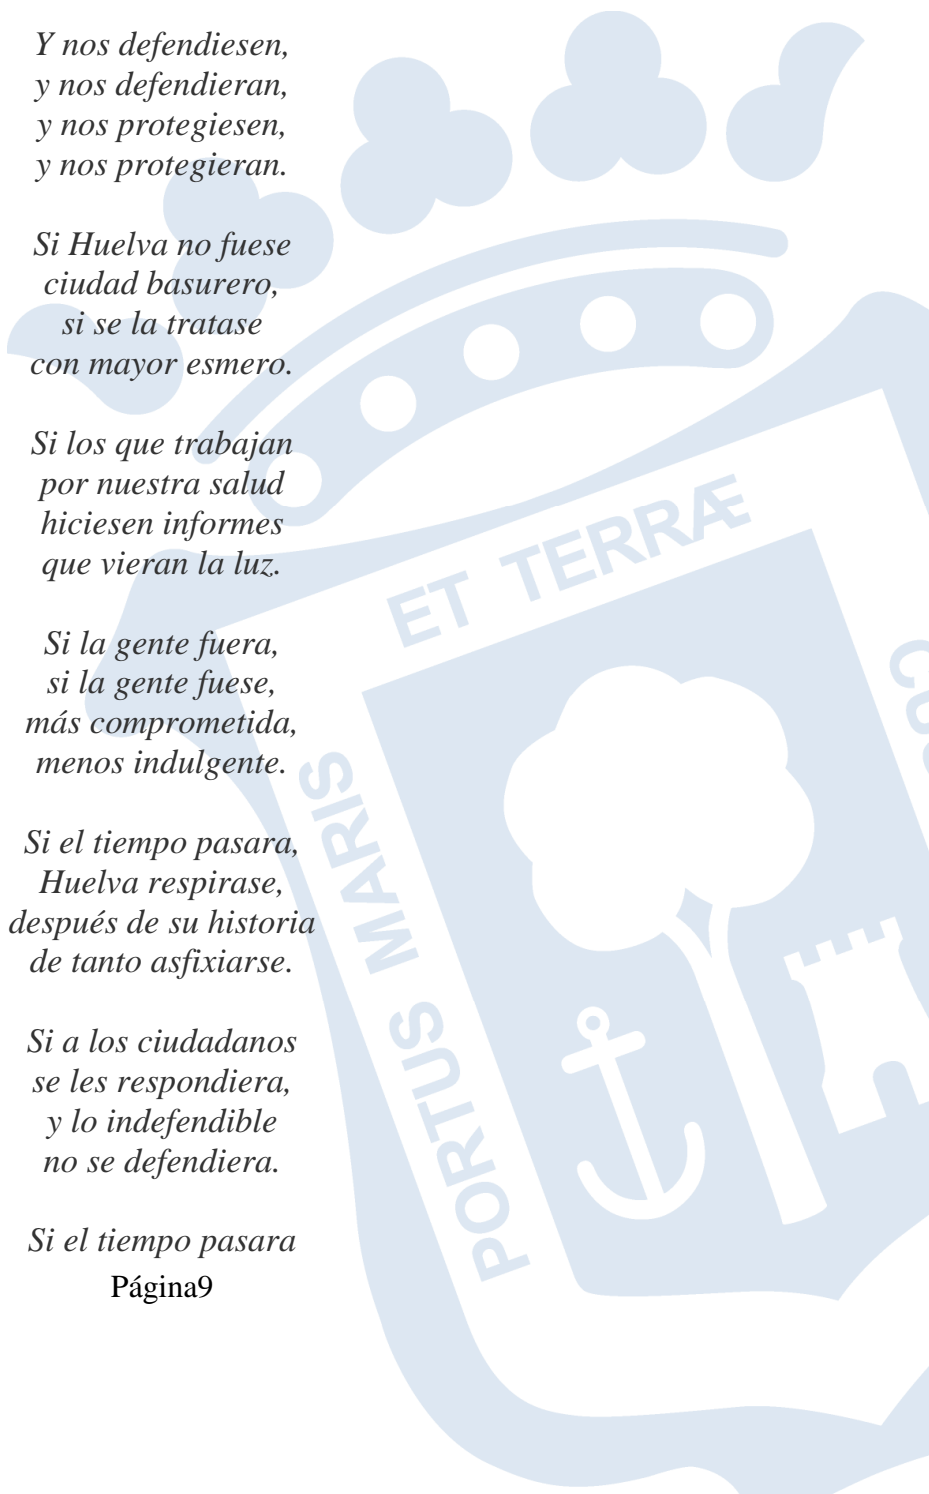 Y nos defendiesen,
y nos defendieran,
y nos protegiesen,
y nos protegieran.
Si Huelva no fuese
ciudad basurero,
si se la tratase
con mayor esmero.
Si los que trabajan
por nuestra salud
hiciesen informes
que vieran la luz.
Si la gente fuera,
si la gente fuese,
más comprometida,
menos indulgente.
Si el tiempo pasara,
Huelva respirase,
después de su historia
de tanto asfixiarse.
Si a los ciudadanos
se les respondiera,
y lo indefendible
no se defendiera.
Si el tiempo pasara
Página9
PORTUS MARIS
ET TERRÆ